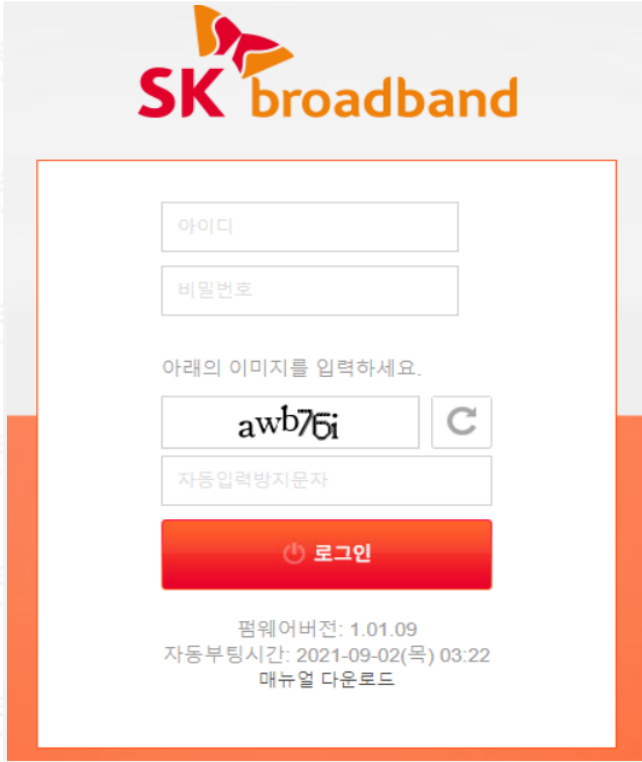 SK broadband
아이디
비밀번호
아래의 이미지를 입력하세요.
awb76i
자동입력방지문자
로그인
펌웨어버전: 1.01.09
자동부팅시간: 2021-09-02(목) 03:22
매뉴얼 다운로드